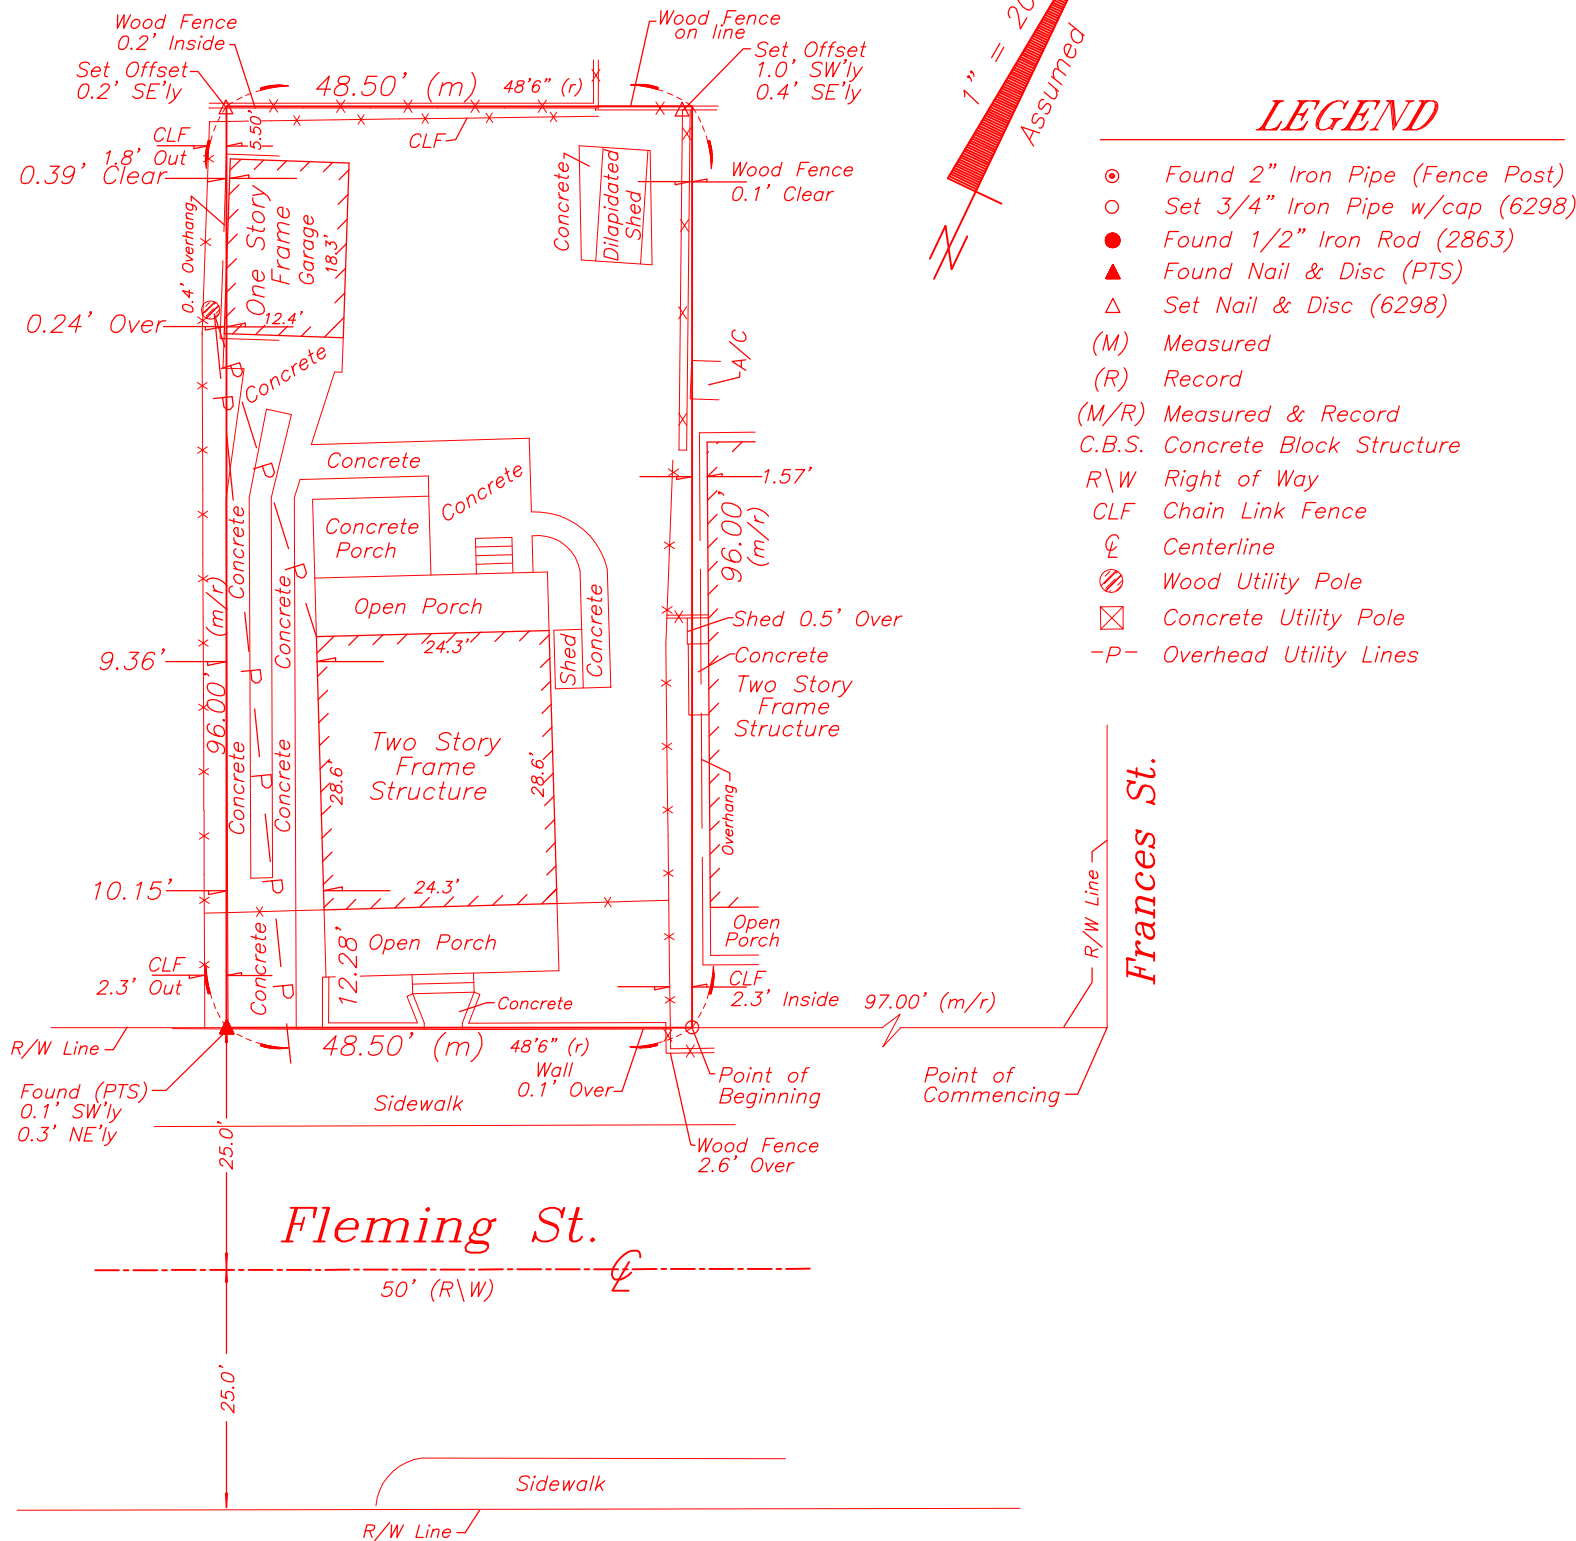 Wood Fence
0.2' Inside
Set Offset
0.2' SE'ly
48.50' (m)
48'6" (r)
Wood Fence
on line
Set Offset
1.0' SW'ly
0.4' SE'ly
CLF
1.8' Out
5.50'
CLF
0.39' Clear
Wood Fence
0.1' Clear
One Story
Frame
Garage
18.3'
12.4'
0.4' Overhang
0.24' Over
Concrete
Dilapidated
Shed
A/C
Concrete
P
P
P
P
P
P
P
P
Concrete
Concrete
Concrete
Porch
1.57'
96.00'
(m/r)
Concrete
Concrete
Open Porch
24.3'
Shed
Concrete
Shed 0.5' Over
Concrete
Two Story
Frame
Structure
9.36'
96.00' (m/r)
Two Story
Frame
Structure
28.6'
28.6'
Concrete
Concrete
Overhang
10.15'
24.3'
Open Porch
12.28'
Concrete
Concrete
Open
Porch
CLF
2.3' Out
CLF
2.3' Inside
97.00' (m/r)
R/W Line
48.50' (m)
48'6" (r)
Wall
0.1' Over
Found (PTS)
0.1' SW'ly
0.3' NE'ly
Sidewalk
Point of
Beginning
Point of
Commencing
Wood Fence
2.6' Over
R/W Line
Frances St.
25.0'
Fleming St.
50' (R\W)
25.0'
Sidewalk
R/W Line
Assumed
N
LEGEND
Found 2" Iron Pipe (Fence Post)
Set 3/4" Iron Pipe w/cap (6298)
Found 1/2" Iron Rod (2863)
Found Nail & Disc (PTS)
Set Nail & Disc (6298)
(M) Measured
(R) Record
(M/R) Measured & Record
C.B.S. Concrete Block Structure
R\W Right of Way
CLF Chain Link Fence
℄ Centerline
Wood Utility Pole
Concrete Utility Pole
-P- Overhead Utility Lines